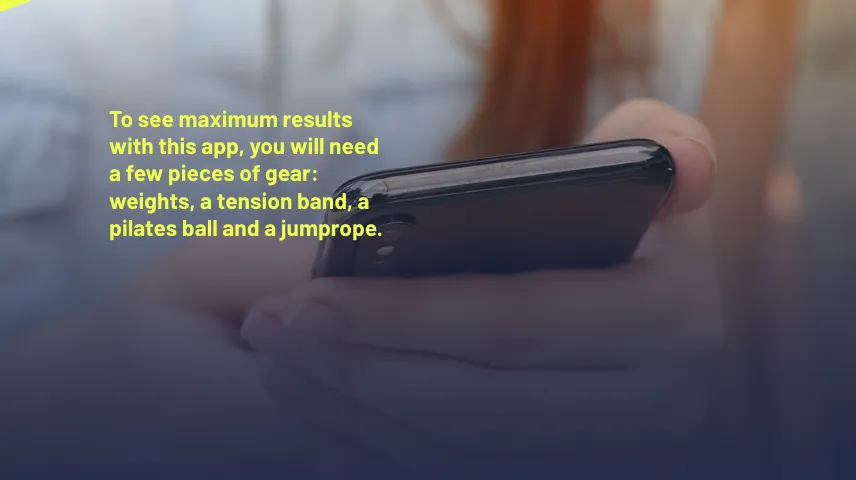 To see maximum results
with this app, you will need
a few pieces of gear:
weights, a tension band, a
pilates ball and a jumprope.